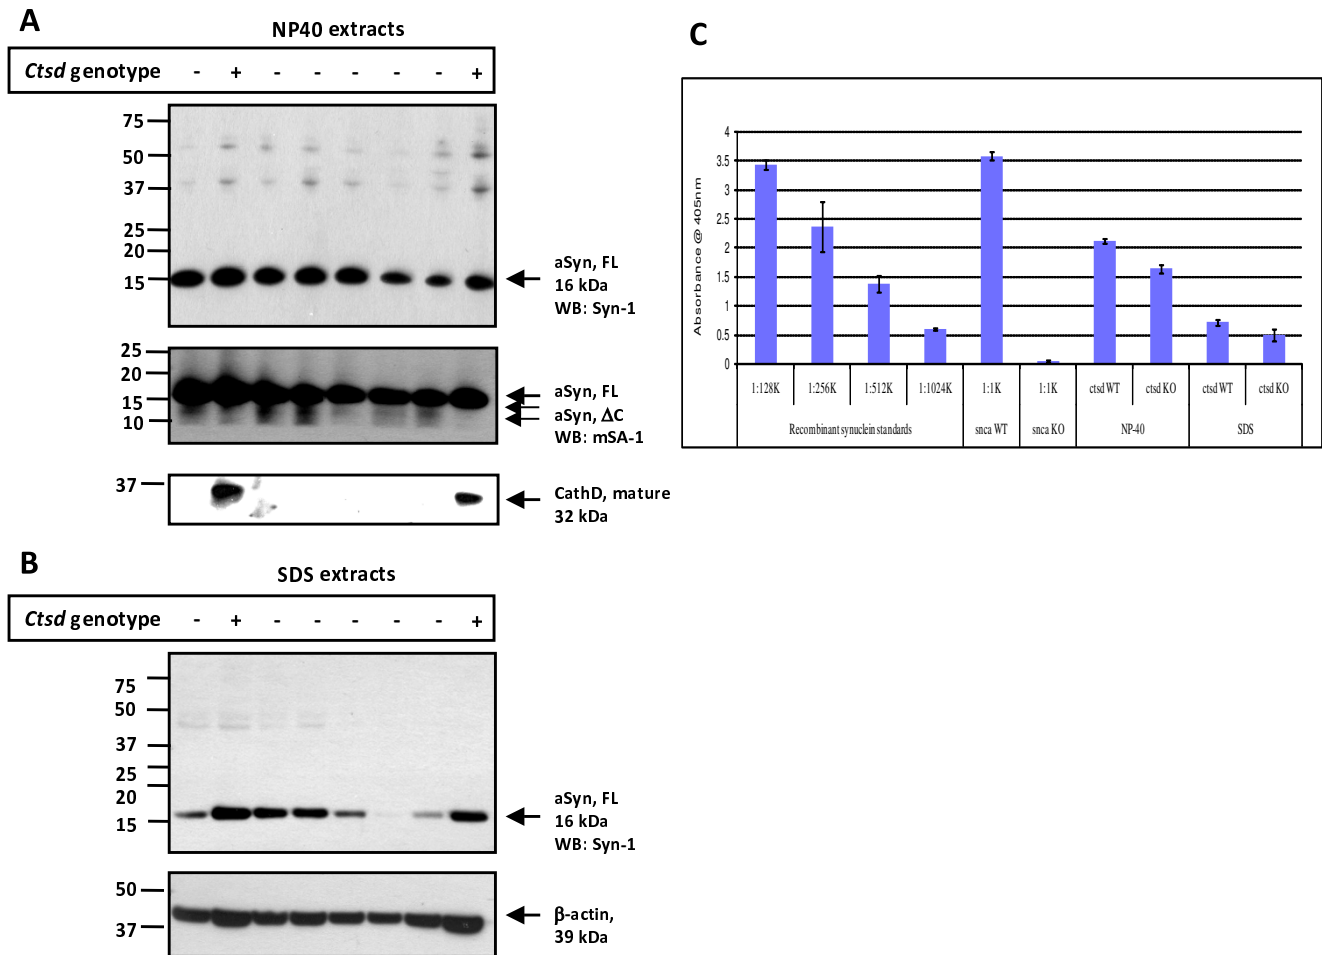 A
NP40 extracts
Ctsd genotype - + - - - - - +
75
50
37
25
20
15
aSyn, FL
16 kDa
WB: Syn-1
25
20
15
10
aSyn, FL
aSyn, ΔC
WB: mSA-1
37
CathD, mature
32 kDa
B
SDS extracts
Ctsd genotype - + - - - - - +
75
50
37
25
20
15
aSyn, FL
16 kDa
WB: Syn-1
50
37
β-actin,
39 kDa
C
Absorbance @ 405nm
4
3.5
3
2.5
2
1.5
1
0.5
0
1:128K 1:256K 1:512K 1:1024K 1:1K 1:1K ctsd WT ctsd KO ctsd WT ctsd KO
Recombinant synuclein standards snca WT snca KO NP-40 SDS